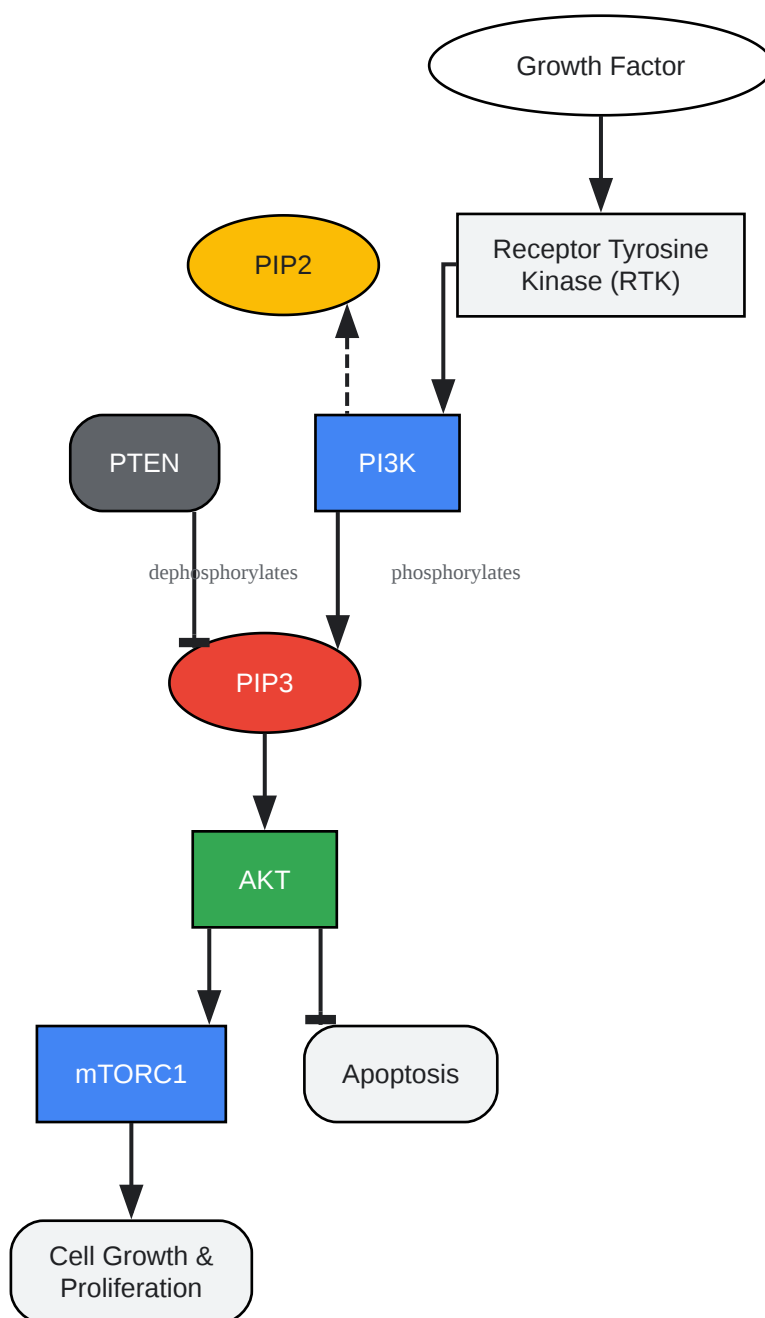 Growth Factor
Receptor Tyrosine
Kinase (RTK)
PIP2
PTEN
PI3K
dephosphorylates
phosphorylates
PIP3
AKT
mTORC1
Apoptosis
Cell Growth &
Proliferation